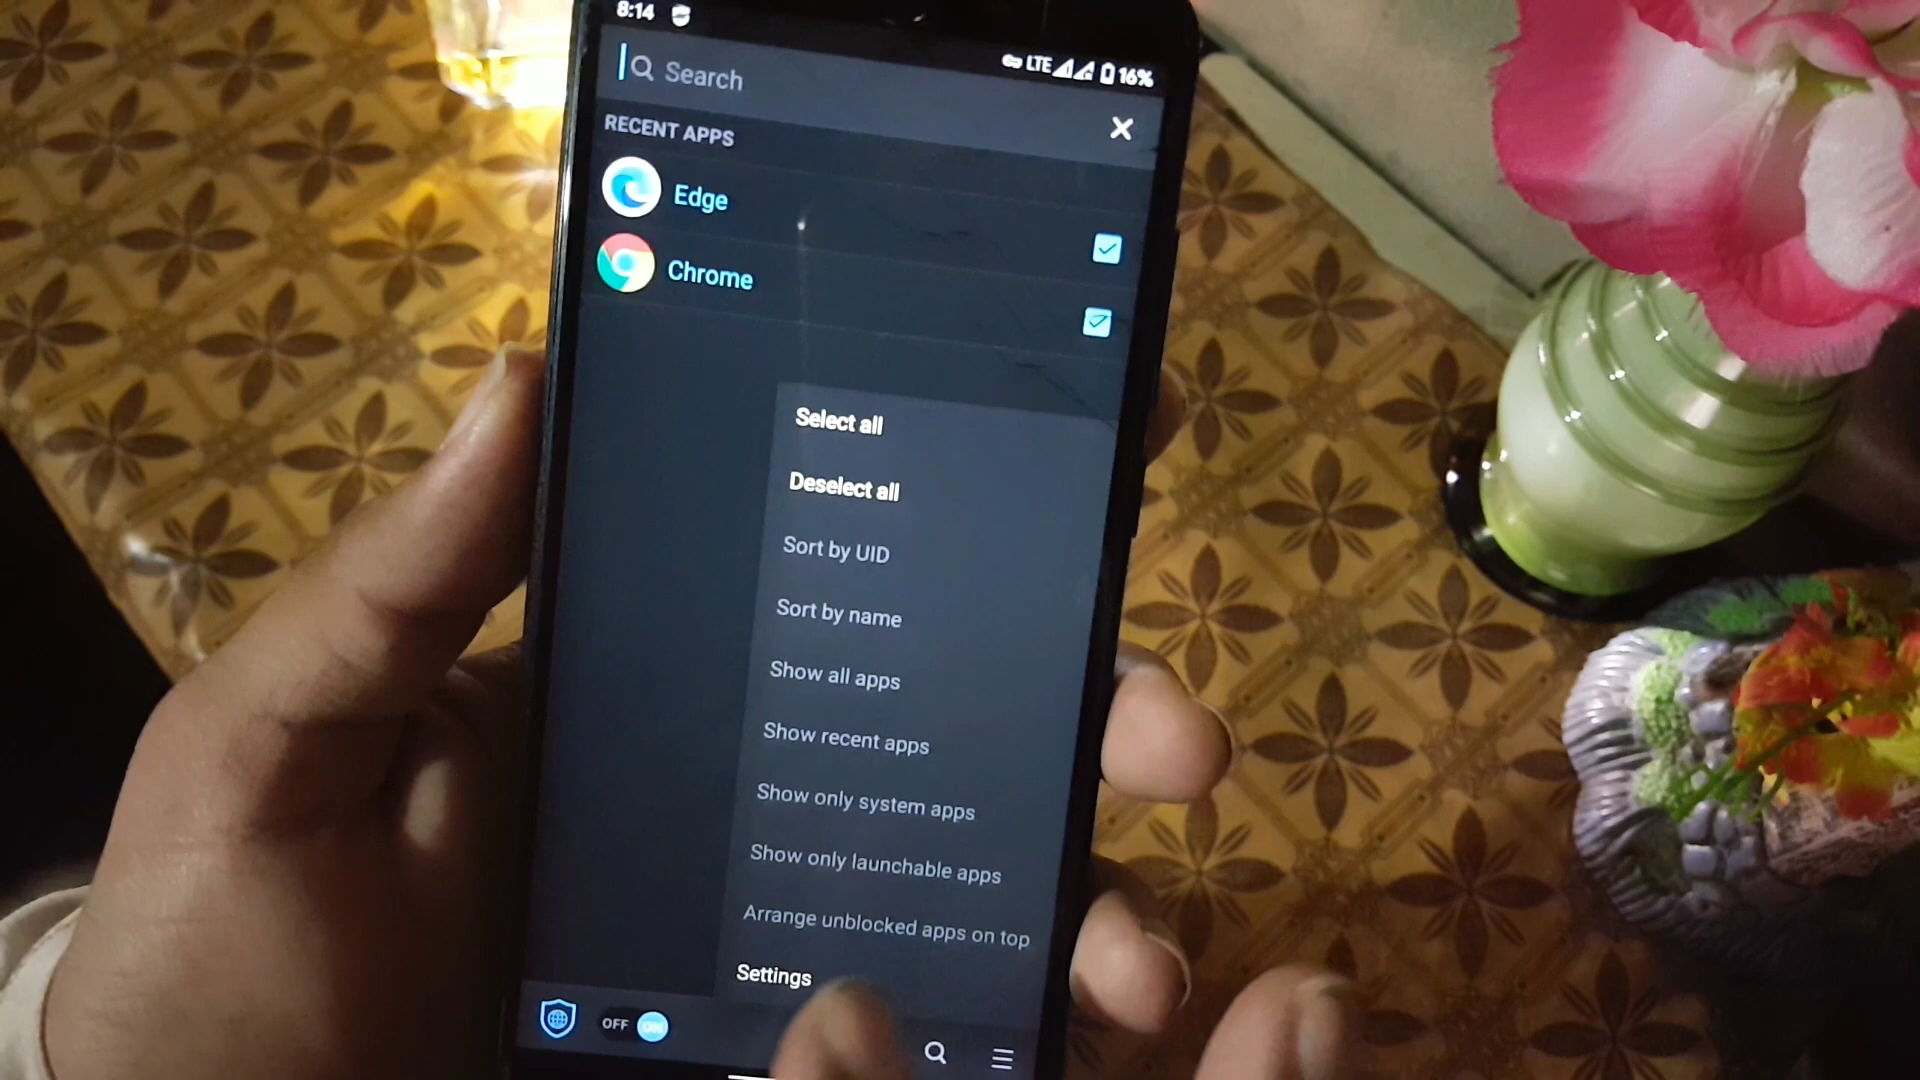 8:14
LTE 16%
Search
RECENT APPS
Edge
Chrome
Select all
Deselect all
Sort by UID
Sort by name
Show all apps
Show recent apps
Show only system apps
Show only launchable apps
Arrange unblocked apps on top
Settings
OFF ON